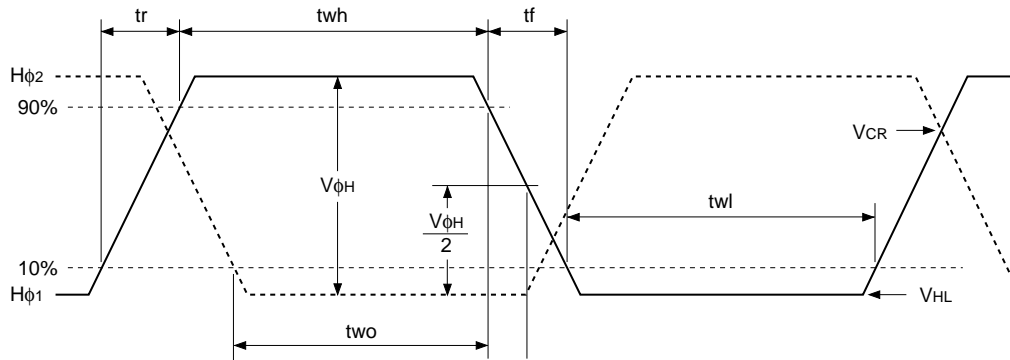 tr
twh
tf
Hϕ2
90%
VCR
VϕH
VϕH
2
twl
10%
Hϕ1
VHL
two